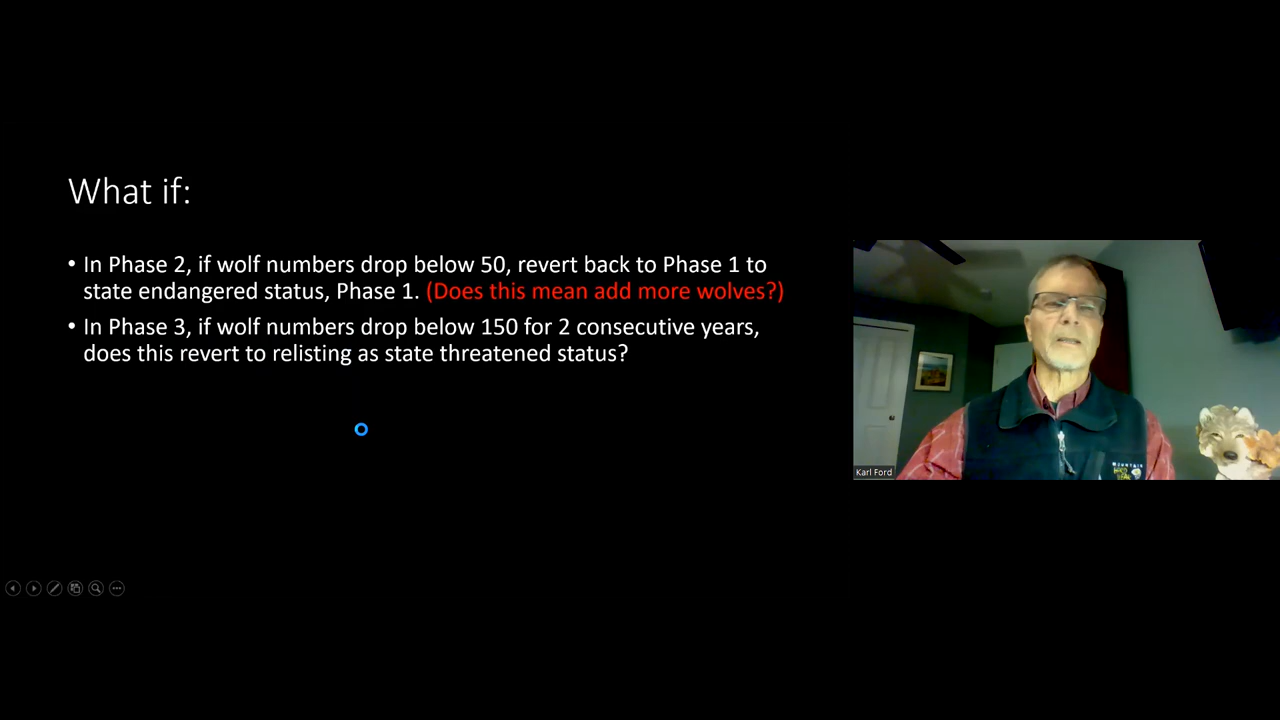 What if:
• In Phase 2, if wolf numbers drop below 50, revert back to Phase 1 to
state endangered status, Phase 1. (Does this mean add more wolves?)
• In Phase 3, if wolf numbers drop below 150 for 2 consecutive years,
does this revert to relisting as state threatened status?
Karl Ford
MOUNTAIN